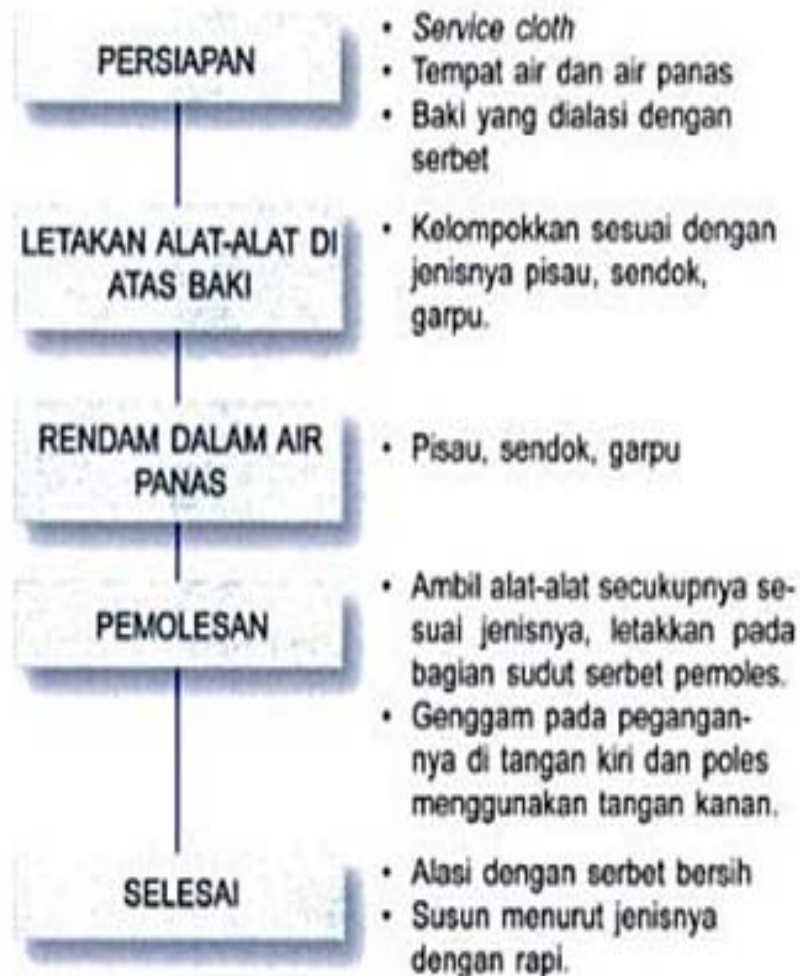 PERSIAPAN
• Service cloth
• Tempat air dan air panas
• Baki yang dialasi dengan
serbet
LETAKAN ALAT-ALAT DI
ATAS BAKI
• Kelompokkan sesuai dengan
jenisnya pisau, sendok,
garpu.
RENDAM DALAM AIR
PANAS
• Pisau, sendok, garpu
PEMOLESAN
• Ambil alat-alat secukupnya se-
suai jenisnya, letakkan pada
bagian sudut serbet pemoles.
• Genggam pada pegangan-
nya di tangan kiri dan poles
menggunakan tangan kanan.
SELESAI
• Alasi dengan serbet bersih
• Susun menurut jenisnya
dengan rapi.